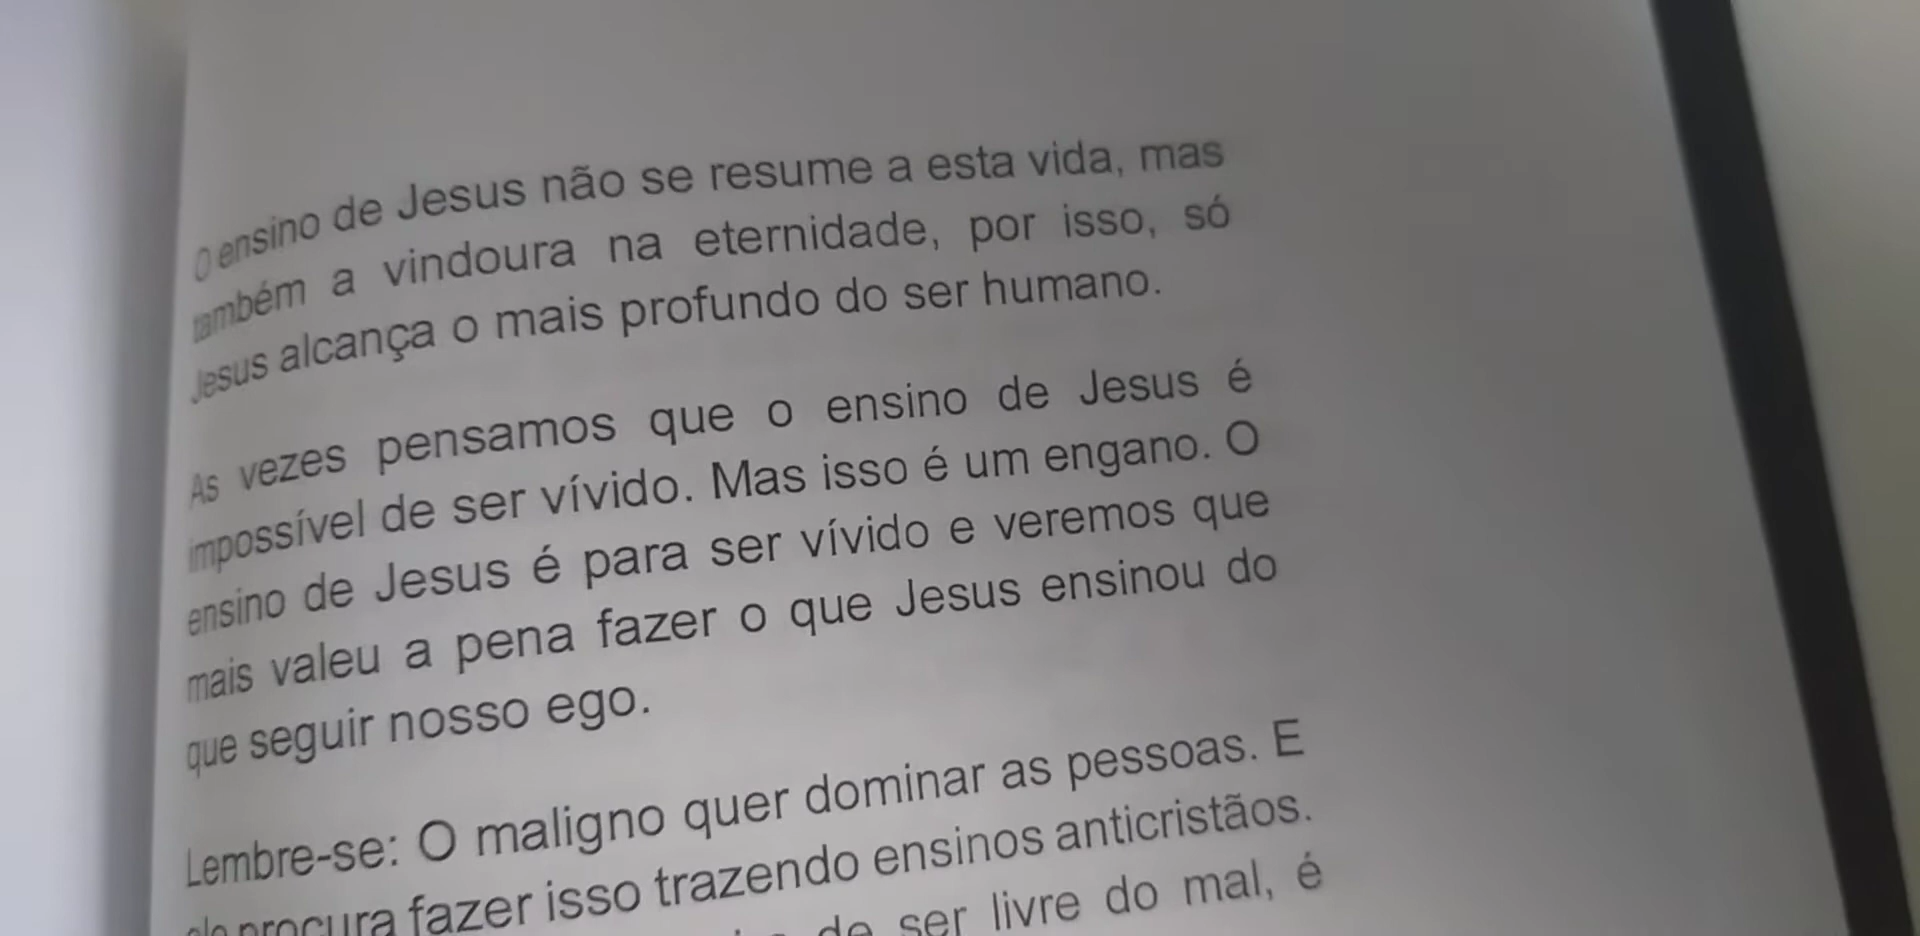 O ensino de Jesus não se resume a esta vida, mas
também a vindoura na eternidade, por isso, só
Jesus alcança o mais profundo do ser humano.
As vezes pensamos que o ensino de Jesus é
impossível de ser vívido. Mas isso é um engano. O
ensino de Jesus é para ser vívido e veremos que
mais valeu a pena fazer o que Jesus ensinou do
que seguir nosso ego.
Lembre-se: O maligno quer dominar as pessoas. E
ele procura fazer isso trazendo ensinos anticristãos.
de ser livre do mal, é